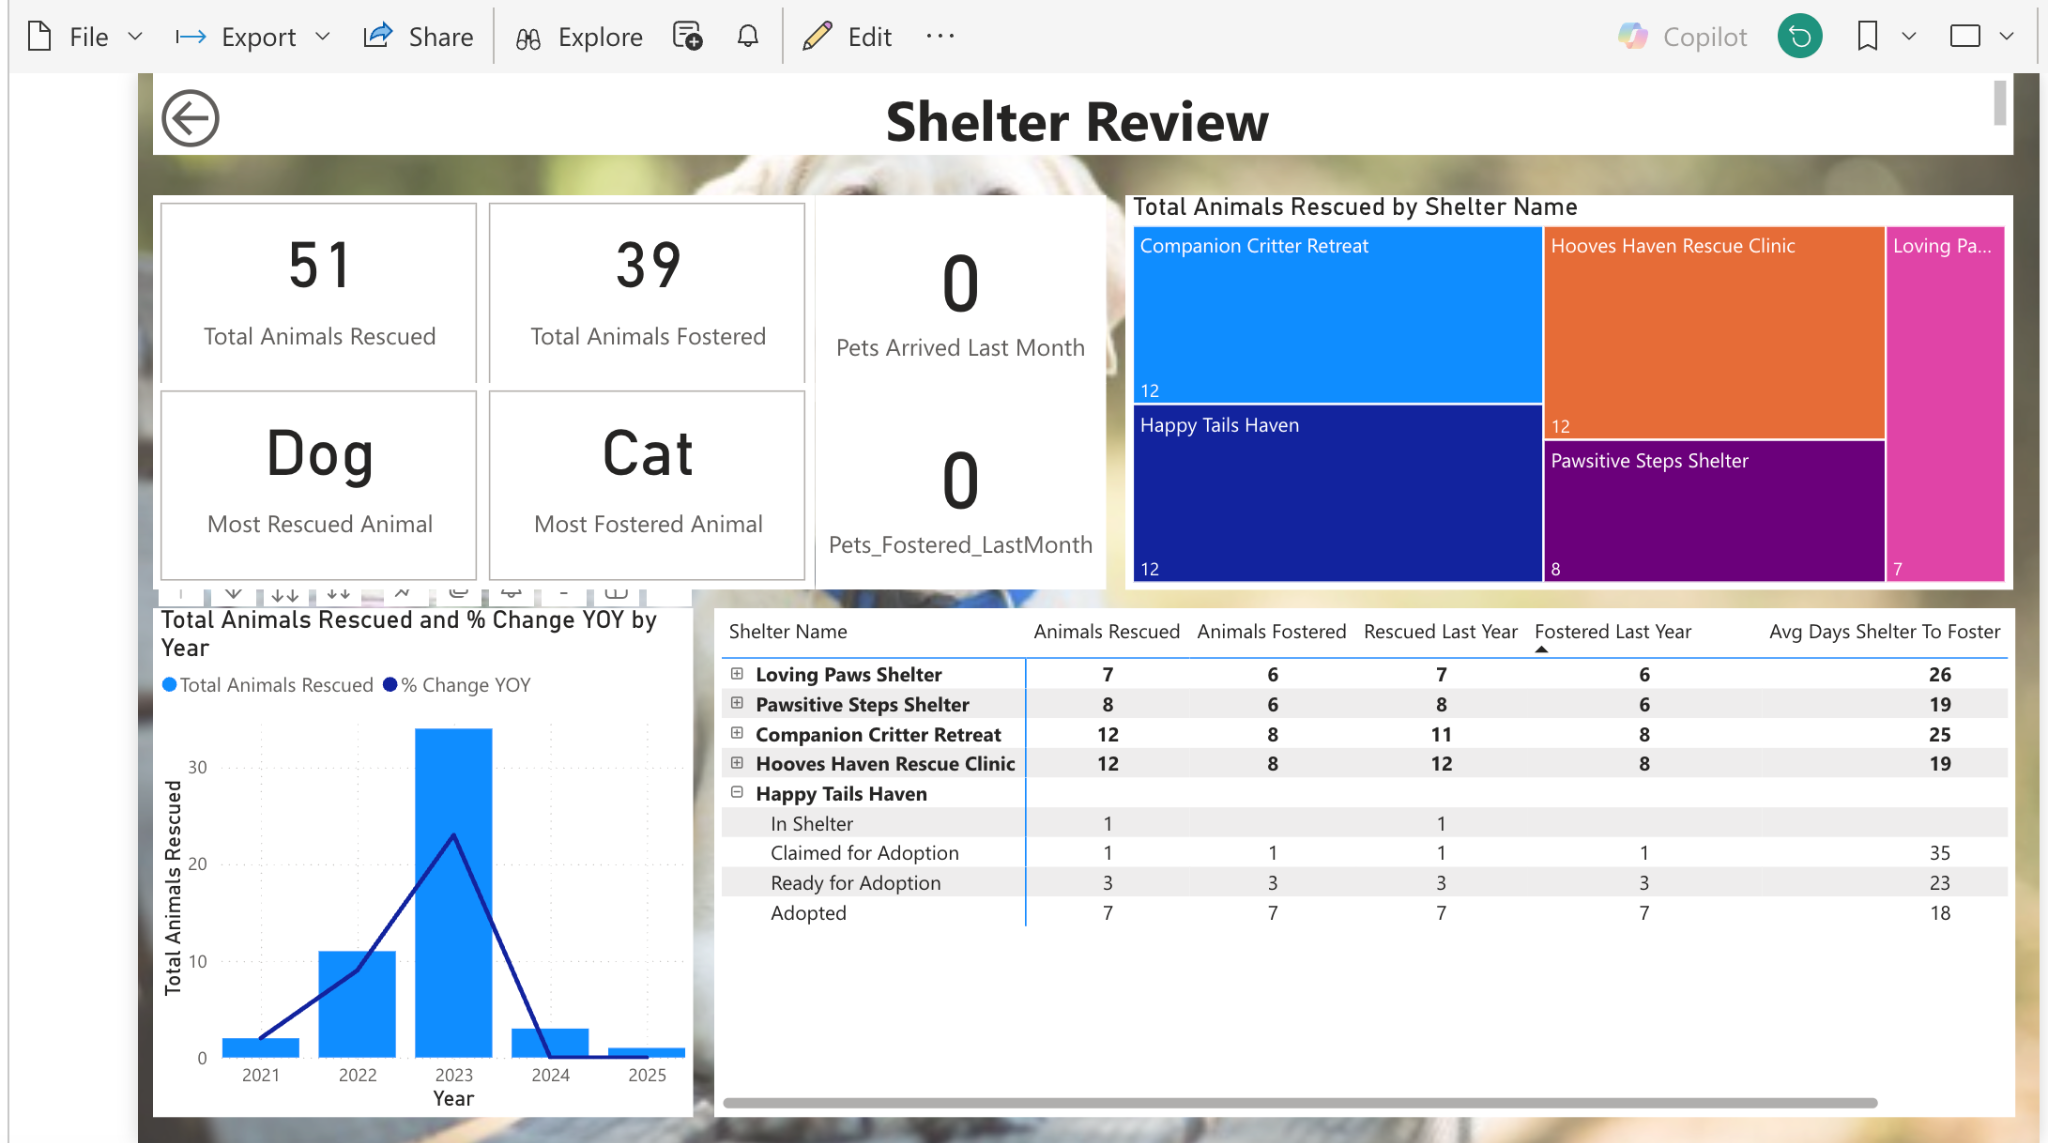 File Export Share Explore Edit ... Copilot
Shelter Review
51
Total Animals Rescued
39
Total Animals Fostered
0
Pets Arrived Last Month
Dog
Most Rescued Animal
Cat
Most Fostered Animal
0
Pets_Fostered_LastMonth
Total Animals Rescued by Shelter Name
Companion Critter Retreat
12
Happy Tails Haven
12
Hooves Haven Rescue Clinic
12
Pawsitive Steps Shelter
8
Loving Pa...
7
Total Animals Rescued and % Change YOY by
Year
Total Animals Rescued % Change YOY
Total Animals Rescued
30
20
10
0
2021 2022 2023 2024 2025
Year
Shelter Name Animals Rescued Animals Fostered Rescued Last Year Fostered Last Year Avg Days Shelter To Foster
Loving Paws Shelter 7 6 7 6 26
Pawsitive Steps Shelter 8 6 8 6 19
Companion Critter Retreat 12 8 11 8 25
Hooves Haven Rescue Clinic 12 8 12 8 19
Happy Tails Haven
In Shelter 1 1
Claimed for Adoption 1 1 1 1 35
Ready for Adoption 3 3 3 3 23
Adopted 7 7 7 7 18